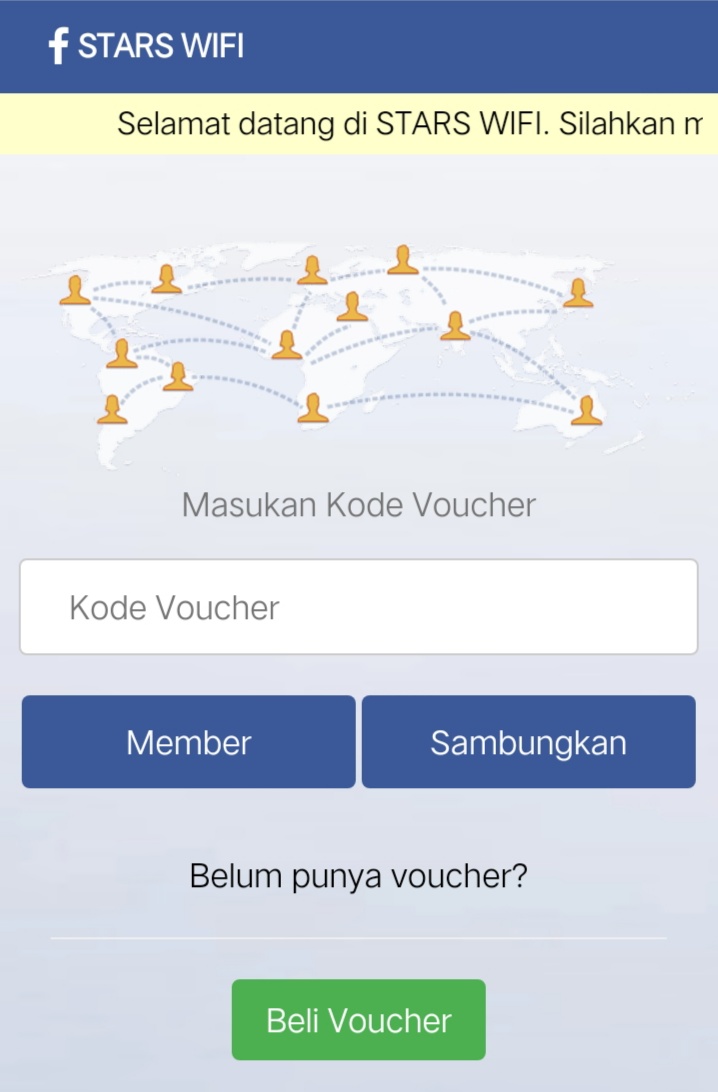 f STARS WIFI
Selamat datang di STARS WIFI. Silahkan m
Masukan Kode Voucher
Kode Voucher
Member
Sambungkan
Belum punya voucher?
Beli Voucher